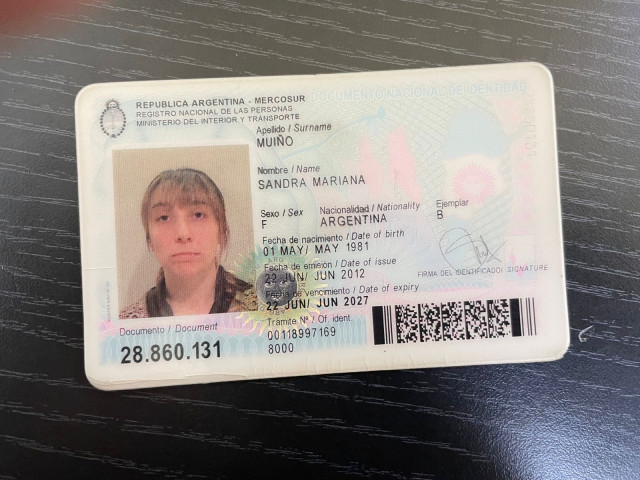 REPUBLICA ARGENTINA - MERCOSUR
REGISTRO NACIONAL DE LAS PERSONAS
MINISTERIO DEL INTERIOR Y TRANSPORTE
DOCUMENTO NACIONAL DE IDENTIDAD
Apellido / Surname
MUIÑO
Nombre / Name
SANDRA MARIANA
Sexo / Sex Nacionalidad / Nationality Ejemplar
F ARGENTINA B
Fecha de nacimiento / Date of birth
01 MAY/ MAY 1981
Fecha de emisión / Date of issue
22 JUN/ JUN 2012
FIRMA DEL IDENTIFICADO/ SIGNATURE
Fecha de vencimiento / Date of expiry
22 JUN/ JUN 2027
Documento / Document
28.860.131
Trámite Nº / Of. ident.
00118997169
8000